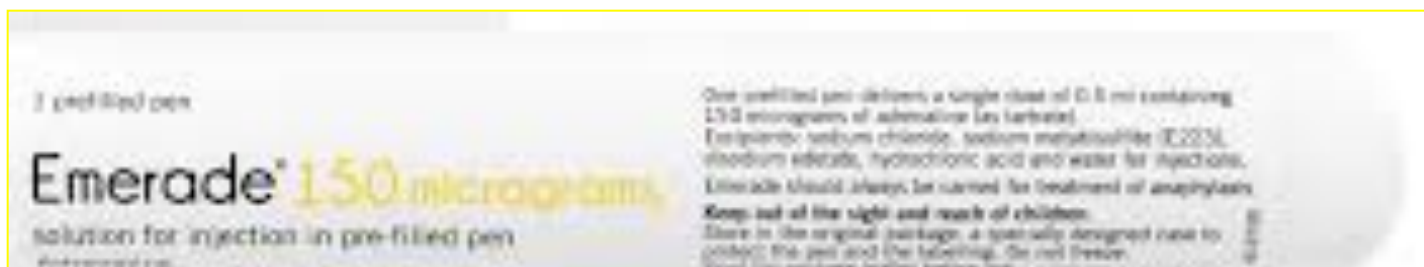 1 prefilled pen
Emerade® 150 micrograms,
solution for injection in pre-filled pen
One prefilled pen delivers a single dose of 0.5 ml containing
150 micrograms of adrenaline (as tartrate).
Excipients: sodium chloride, sodium metabisulfite (E223),
disodium edetate, hydrochloric acid and water for injections.
Emerade should always be carried for treatment of anaphylaxis
Keep out of the sight and reach of children.
Store in the original package, a specially designed case to
protect the pen and the labelling. Do not freeze.